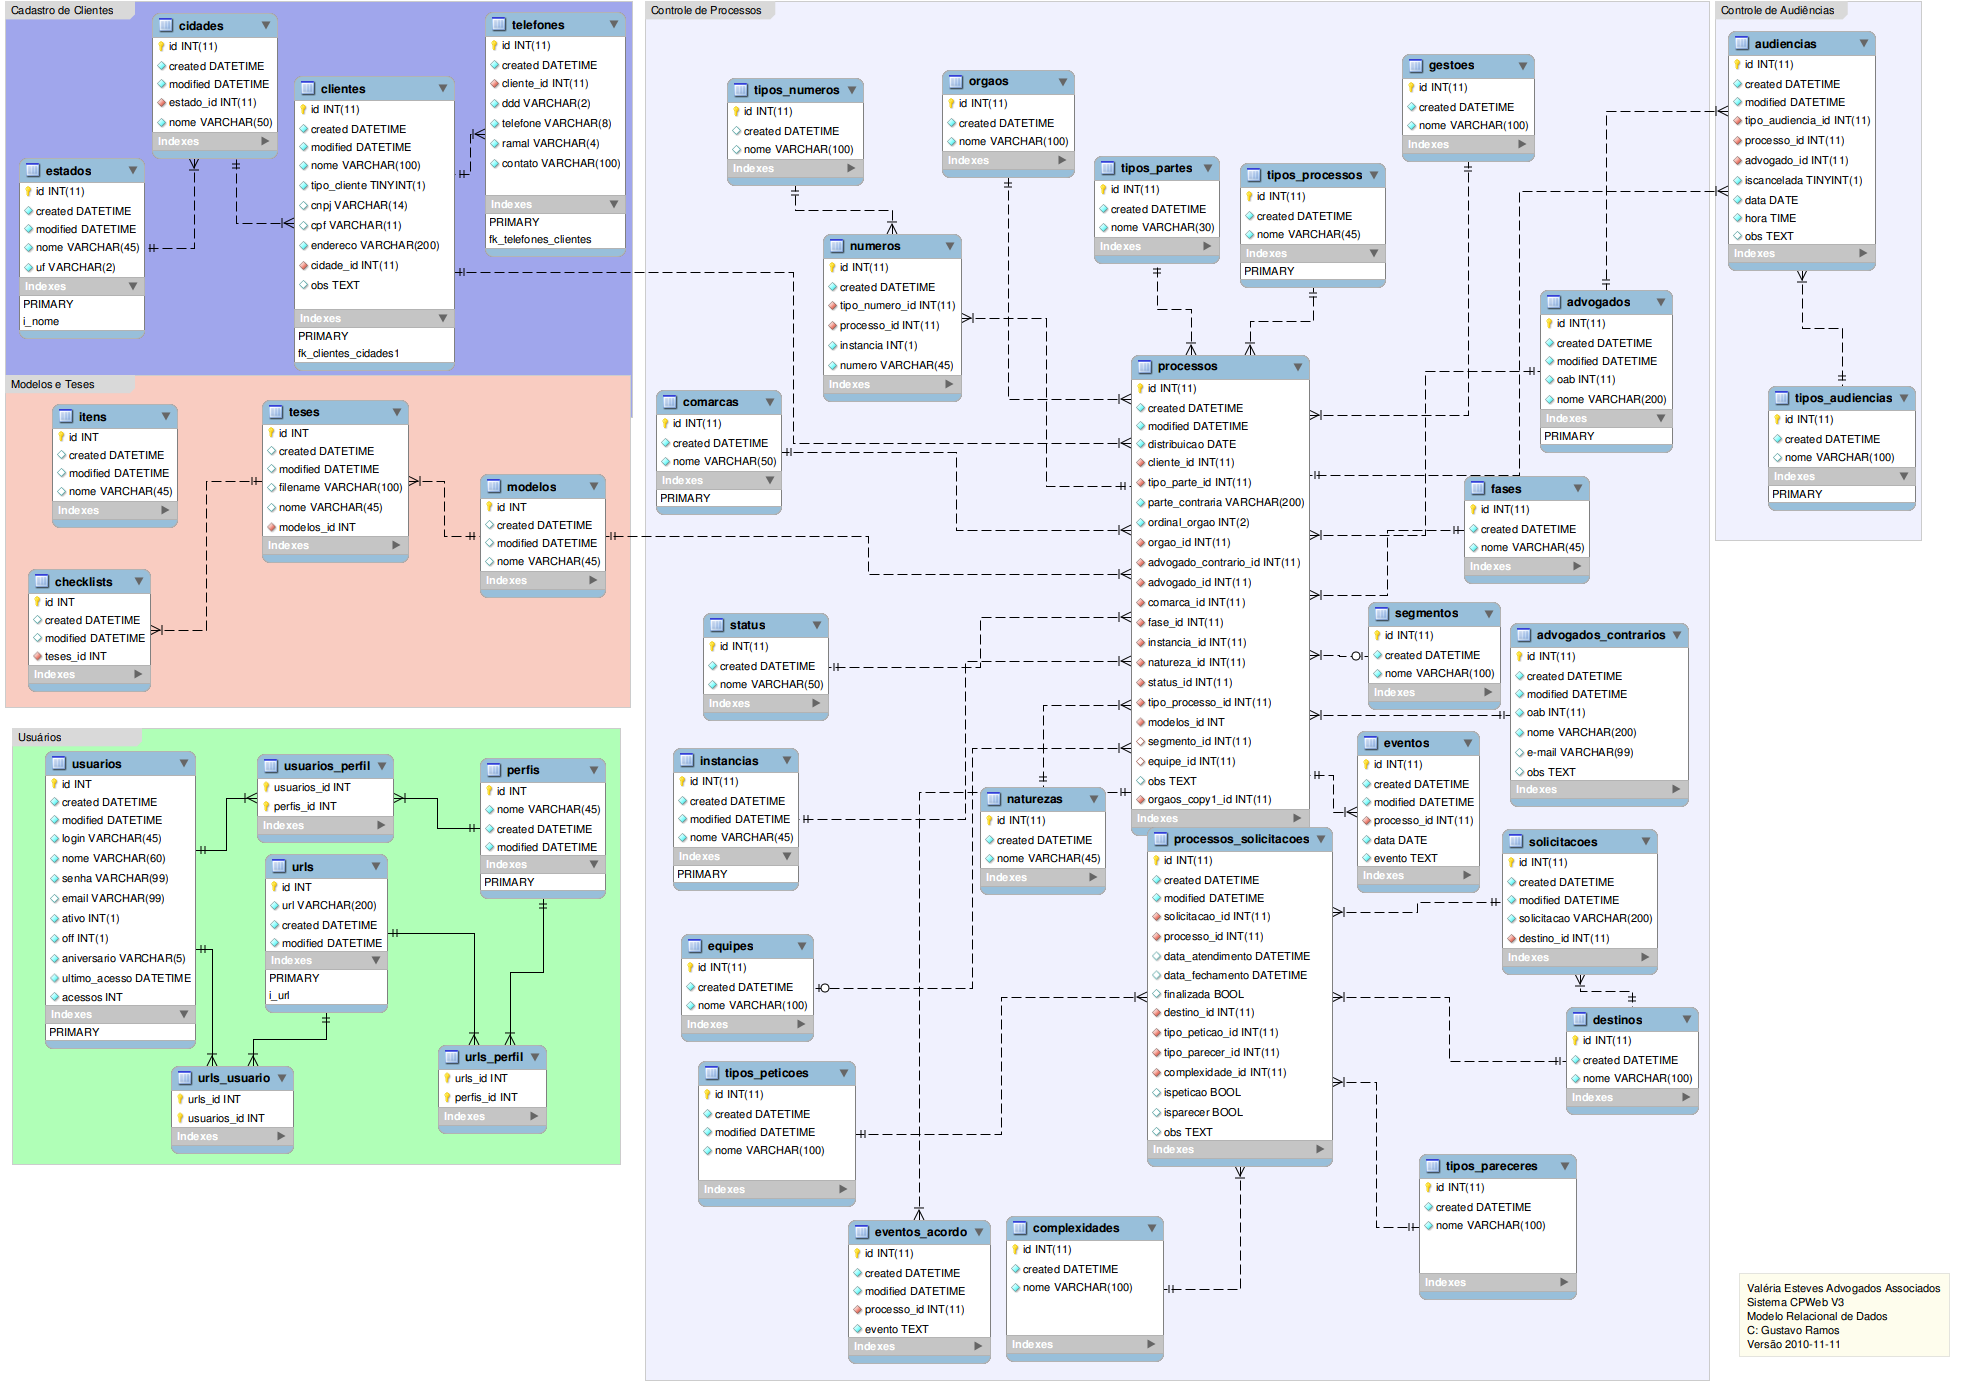 Cadastro de Clientes
cidades
id INT(11)
created DATETIME
modified DATETIME
estado_id INT(11)
nome VARCHAR(50)
Indexes
estados
id INT(11)
created DATETIME
modified DATETIME
nome VARCHAR(45)
uf VARCHAR(2)
Indexes
PRIMARY
i_nome
clientes
id INT(11)
created DATETIME
modified DATETIME
nome VARCHAR(100)
tipo_cliente TINYINT(1)
cnpj VARCHAR(14)
cpf VARCHAR(11)
endereco VARCHAR(200)
cidade_id INT(11)
obs TEXT
Indexes
PRIMARY
fk_clientes_cidades1
telefones
id INT(11)
created DATETIME
cliente_id INT(11)
ddd VARCHAR(2)
telefone VARCHAR(8)
ramal VARCHAR(4)
contato VARCHAR(100)
Indexes
PRIMARY
fk_telefones_clientes
Modelos e Teses
itens
id INT
created DATETIME
modified DATETIME
nome VARCHAR(45)
Indexes
teses
id INT
created DATETIME
modified DATETIME
filename VARCHAR(100)
nome VARCHAR(45)
modelos_id INT
Indexes
modelos
id INT
created DATETIME
modified DATETIME
nome VARCHAR(45)
Indexes
checklists
id INT
created DATETIME
modified DATETIME
teses_id INT
Indexes
Usuários
usuarios
id INT
created DATETIME
modified DATETIME
login VARCHAR(45)
nome VARCHAR(60)
senha VARCHAR(99)
email VARCHAR(99)
ativo INT(1)
off INT(1)
aniversario VARCHAR(5)
ultimo_acesso DATETIME
acessos INT
Indexes
PRIMARY
usuarios_perfil
usuarios_id INT
perfis_id INT
Indexes
perfis
id INT
nome VARCHAR(45)
created DATETIME
modified DATETIME
Indexes
PRIMARY
urls
id INT
url VARCHAR(200)
created DATETIME
modified DATETIME
Indexes
PRIMARY
i_url
urls_usuario
urls_id INT
usuarios_id INT
Indexes
urls_perfil
urls_id INT
perfis_id INT
Indexes
Controle de Processos
tipos_numeros
id INT(11)
created DATETIME
nome VARCHAR(100)
Indexes
orgaos
id INT(11)
created DATETIME
nome VARCHAR(100)
Indexes
tipos_partes
id INT(11)
created DATETIME
nome VARCHAR(30)
Indexes
tipos_processos
id INT(11)
created DATETIME
nome VARCHAR(45)
Indexes
PRIMARY
gestoes
id INT(11)
created DATETIME
nome VARCHAR(100)
Indexes
numeros
id INT(11)
created DATETIME
tipo_numero_id INT(11)
processo_id INT(11)
instancia INT(1)
numero VARCHAR(45)
Indexes
advogados
id INT(11)
created DATETIME
modified DATETIME
oab INT(11)
nome VARCHAR(200)
Indexes
PRIMARY
comarcas
id INT(11)
created DATETIME
nome VARCHAR(50)
Indexes
PRIMARY
processos
id INT(11)
created DATETIME
modified DATETIME
distribuicao DATE
cliente_id INT(11)
tipo_parte_id INT(11)
parte_contraria VARCHAR(200)
ordinal_orgao INT(2)
orgao_id INT(11)
advogado_contrario_id INT(11)
advogado_id INT(11)
comarca_id INT(11)
fase_id INT(11)
instancia_id INT(11)
natureza_id INT(11)
status_id INT(11)
tipo_processo_id INT(11)
modelos_id INT
segmento_id INT(11)
equipe_id INT(11)
obs TEXT
orgaos_copy1_id INT(11)
Indexes
fases
id INT(11)
created DATETIME
nome VARCHAR(45)
Indexes
segmentos
id INT(11)
created DATETIME
nome VARCHAR(100)
Indexes
advogados_contrarios
id INT(11)
created DATETIME
modified DATETIME
oab INT(11)
nome VARCHAR(200)
e-mail VARCHAR(99)
obs TEXT
Indexes
status
id INT(11)
created DATETIME
nome VARCHAR(50)
Indexes
instancias
id INT(11)
created DATETIME
modified DATETIME
nome VARCHAR(45)
Indexes
PRIMARY
naturezas
id INT(11)
created DATETIME
nome VARCHAR(45)
Indexes
eventos
id INT(11)
created DATETIME
modified DATETIME
processo_id INT(11)
data DATE
evento TEXT
Indexes
processos_solicitacoes
id INT(11)
created DATETIME
modified DATETIME
solicitacao_id INT(11)
processo_id INT(11)
data_atendimento DATETIME
data_fechamento DATETIME
finalizada BOOL
destino_id INT(11)
tipo_peticao_id INT(11)
tipo_parecer_id INT(11)
complexidade_id INT(11)
ispeticao BOOL
isparecer BOOL
obs TEXT
Indexes
solicitacoes
id INT(11)
created DATETIME
modified DATETIME
solicitacao VARCHAR(200)
destino_id INT(11)
Indexes
equipes
id INT(11)
created DATETIME
nome VARCHAR(100)
Indexes
destinos
id INT(11)
created DATETIME
nome VARCHAR(100)
Indexes
tipos_peticoes
id INT(11)
created DATETIME
modified DATETIME
nome VARCHAR(100)
Indexes
tipos_pareceres
id INT(11)
created DATETIME
nome VARCHAR(100)
Indexes
eventos_acordo
id INT(11)
created DATETIME
modified DATETIME
processo_id INT(11)
evento TEXT
Indexes
complexidades
id INT(11)
created DATETIME
nome VARCHAR(100)
Indexes
Controle de Audiências
audiencias
id INT(11)
created DATETIME
modified DATETIME
tipo_audiencia_id INT(11)
processo_id INT(11)
advogado_id INT(11)
iscancelada TINYINT(1)
data DATE
hora TIME
obs TEXT
Indexes
tipos_audiencias
id INT(11)
created DATETIME
nome VARCHAR(100)
Indexes
PRIMARY
Valéria Esteves Advogados Associados
Sistema CPWeb V3
Modelo Relacional de Dados
C: Gustavo Ramos
Versão 2010-11-11